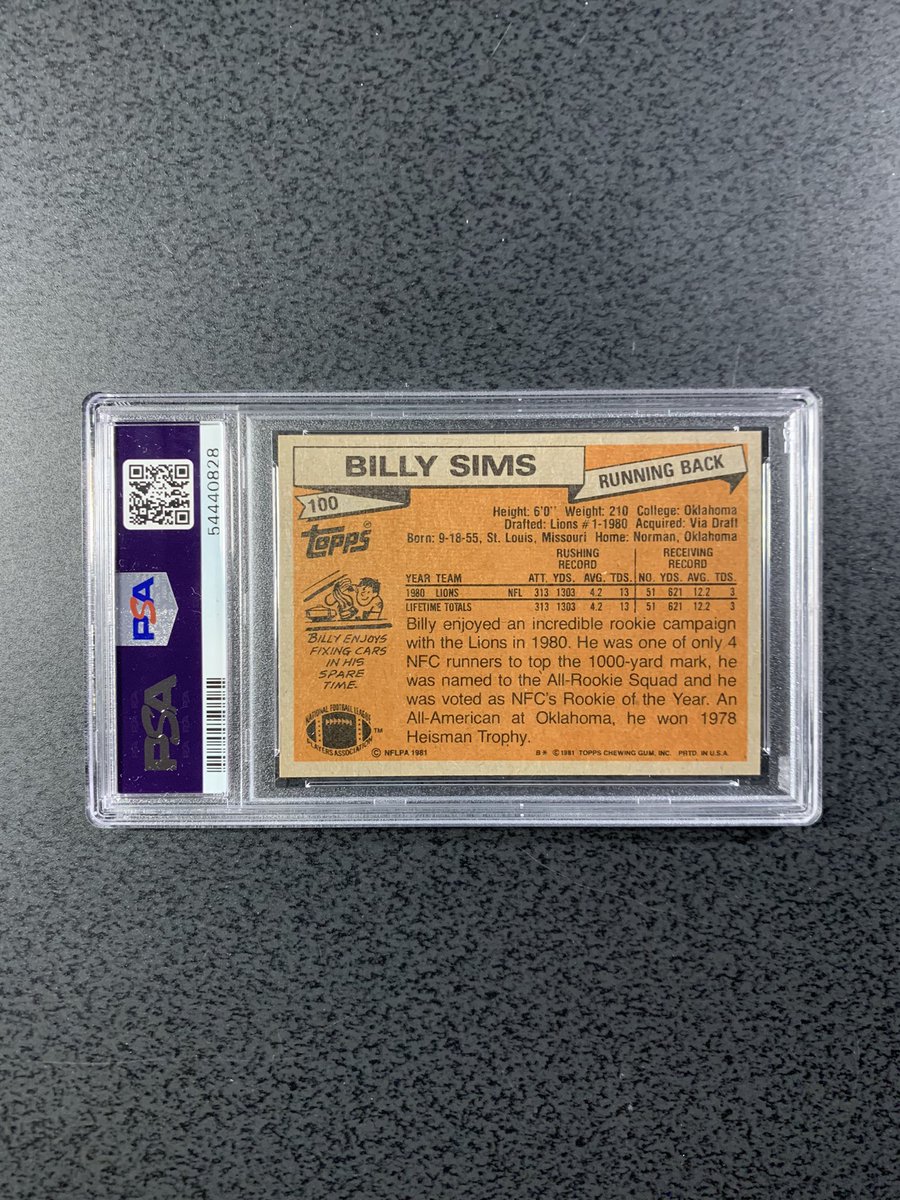 BILLY SIMS
RUNNING BACK
100
Topps®
Height: 6'0" Weight: 210 College: Oklahoma
Drafted: Lions #1-1980 Acquired: Via Draft
Born: 9-18-55, St. Louis, Missouri Home: Norman, Oklahoma
RUSHING RECORD RECEIVING RECORD
YEAR TEAM ATT. YDS. AVG. TDS. NO. YDS. AVG. TDS.
1980 LIONS NFL 313 1303 4.2 13 51 621 12.2 3
LIFETIME TOTALS 313 1303 4.2 13 51 621 12.2 3
BILLY ENJOYS
FIXING CARS
IN HIS
SPARE
TIME.
Billy enjoyed an incredible rookie campaign
with the Lions in 1980. He was one of only 4
NFC runners to top the 1000-yard mark, he
was named to the All-Rookie Squad and he
was voted as NFC's Rookie of the Year. An
All-American at Oklahoma, he won 1978
Heisman Trophy.
NATIONAL FOOTBALL LEAGUE
PLAYERS ASSOCIATION
TM
© NFLPA 1981
B* © 1981 TOPPS CHEWING GUM, INC. PRTD. IN U.S.A.
54440828
PSA
PSA